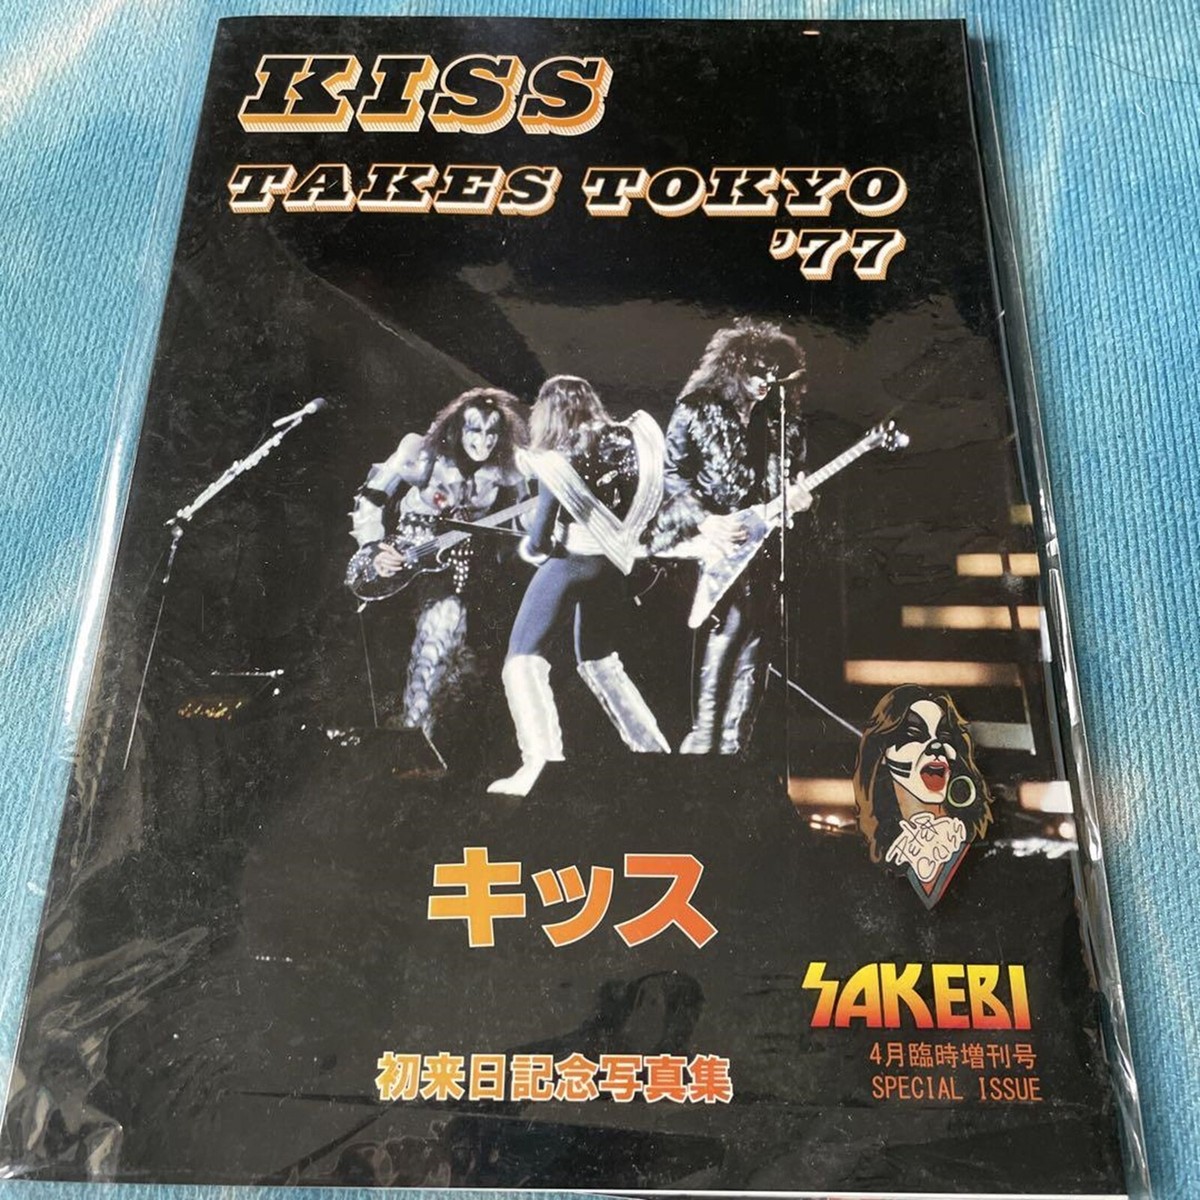 KISS
TAKES TOKYO
'77
キッス
SAKEBI
4月臨時増刊号
SPECIAL ISSUE
初来日記念写真集